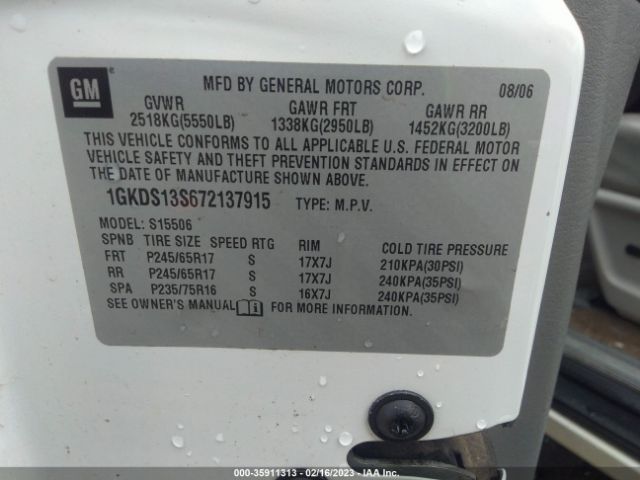 GM
MFD BY GENERAL MOTORS CORP. 08/06
GVWR GAWR FRT GAWR RR
2518KG(5550LB) 1338KG(2950LB) 1452KG(3200LB)
THIS VEHICLE CONFORMS TO ALL APPLICABLE U.S. FEDERAL MOTOR
VEHICLE SAFETY AND THEFT PREVENTION STANDARDS IN EFFECT ON
THE DATE OF MANUFACTURE SHOWN ABOVE.
1GKDS13S672137915 TYPE: M.P.V.
MODEL: S15506
SPNB TIRE SIZE SPEED RTG RIM COLD TIRE PRESSURE
FRT P245/65R17 S 17X7J 210KPA(30PSI)
RR P245/65R17 S 17X7J 240KPA(35PSI)
SPA P235/75R16 S 16X7J 240KPA(35PSI)
SEE OWNER'S MANUAL FOR MORE INFORMATION.
000-35911313 - 02/16/2023 - IAA Inc.